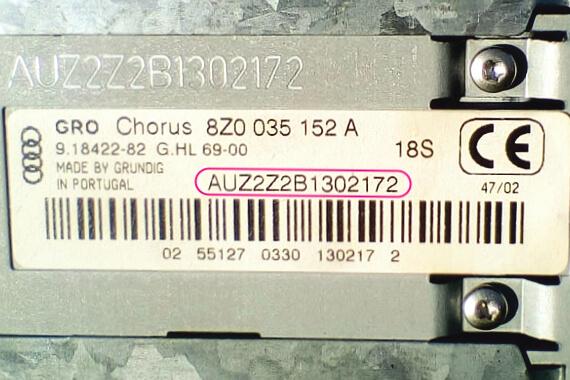 AUZ2Z2B1302172
GRO Chorus 8Z0 035 152 A
9.18422-82 G.HL 69-00 18S
MADE BY GRUNDIG
IN PORTUGAL AUZ2Z2B1302172
CE
47/02
02 55127 0330 130217 2